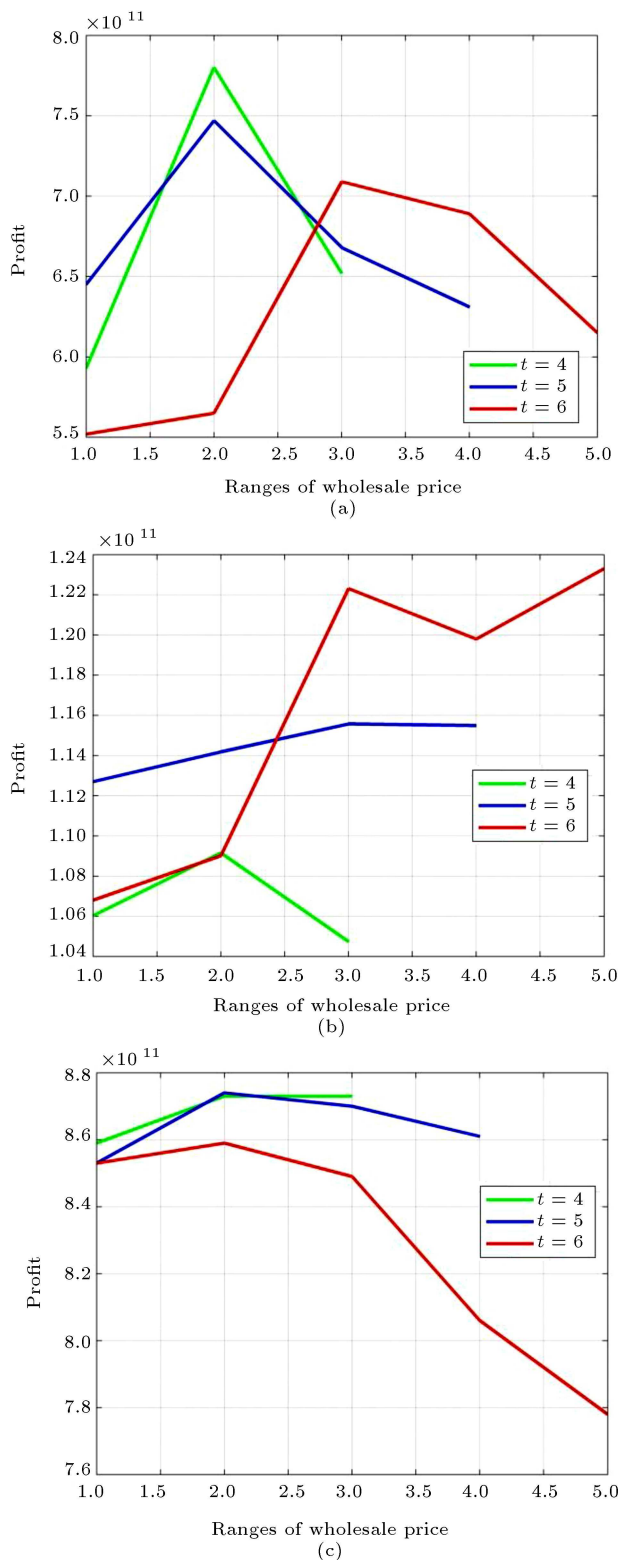 ×10 11
8.0
7.5
7.0
6.5
6.0
5.5
Profit
t = 4
t = 5
t = 6
1.0 1.5 2.0 2.5 3.0 3.5 4.0 4.5 5.0
Ranges of wholesale price
(a)
×10 11
1.24
1.22
1.20
1.18
1.16
1.14
1.12
1.10
1.08
1.06
1.04
Profit
t = 4
t = 5
t = 6
1.0 1.5 2.0 2.5 3.0 3.5 4.0 4.5 5.0
Ranges of wholesale price
(b)
×10 11
8.8
8.6
8.4
8.2
8.0
7.8
7.6
Profit
t = 4
t = 5
t = 6
1.0 1.5 2.0 2.5 3.0 3.5 4.0 4.5 5.0
Ranges of wholesale price
(c)